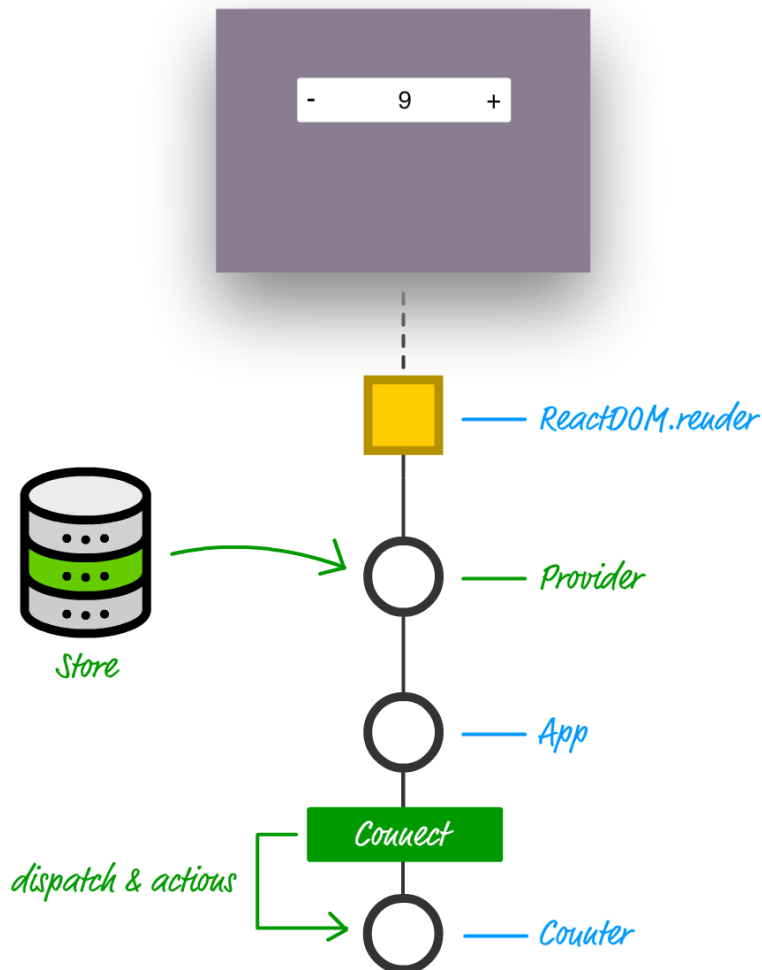 - 9 +
ReactDOM.render
Provider
Store
App
Connect
dispatch & actions
Counter